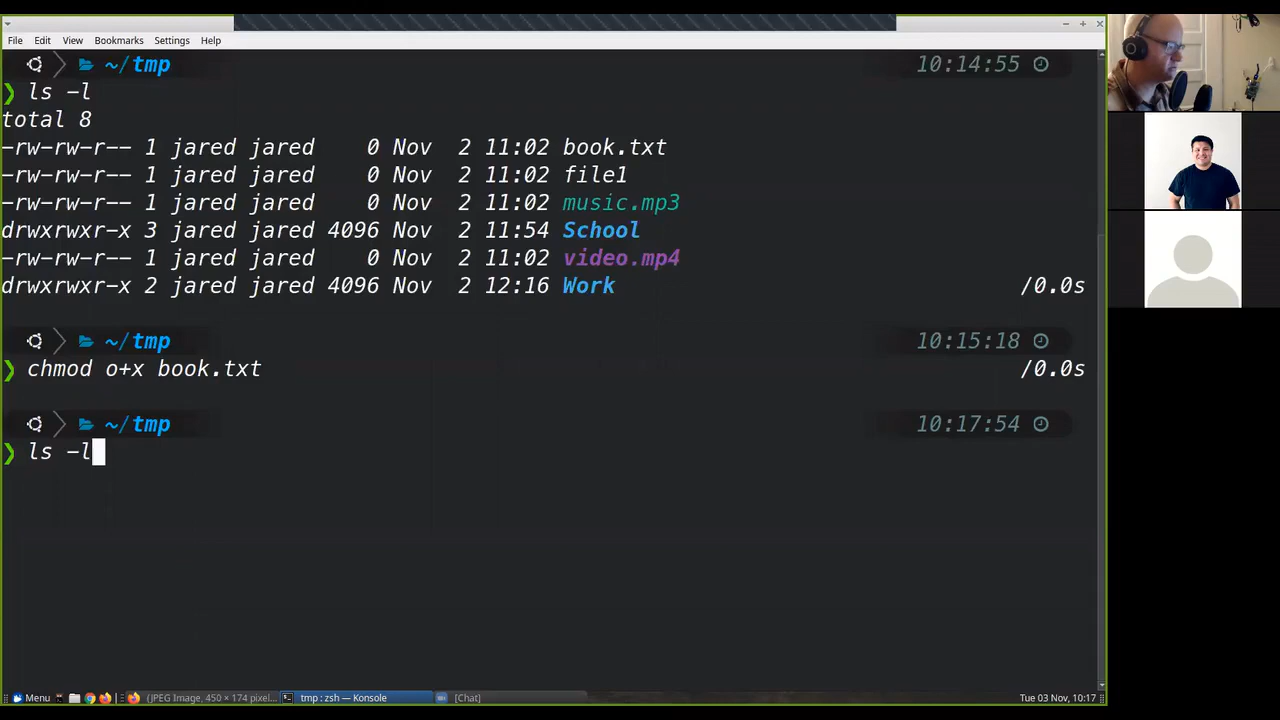 File Edit View Bookmarks Settings Help
~/tmp 10:14:55
❯ ls -l
total 8
-rw-rw-r-- 1 jared jared 0 Nov 2 11:02 book.txt
-rw-rw-r-- 1 jared jared 0 Nov 2 11:02 file1
-rw-rw-r-- 1 jared jared 0 Nov 2 11:02 music.mp3
drwxrwxr-x 3 jared jared 4096 Nov 2 11:54 School
-rw-rw-r-- 1 jared jared 0 Nov 2 11:02 video.mp4
drwxrwxr-x 2 jared jared 4096 Nov 2 12:16 Work /0.0s
~/tmp 10:15:18
❯ chmod o+x book.txt /0.0s
~/tmp 10:17:54
❯ ls -l
Menu (JPEG Image, 450 × 174 pixel... tmp : zsh — Konsole [Chat] Tue 03 Nov, 10:17